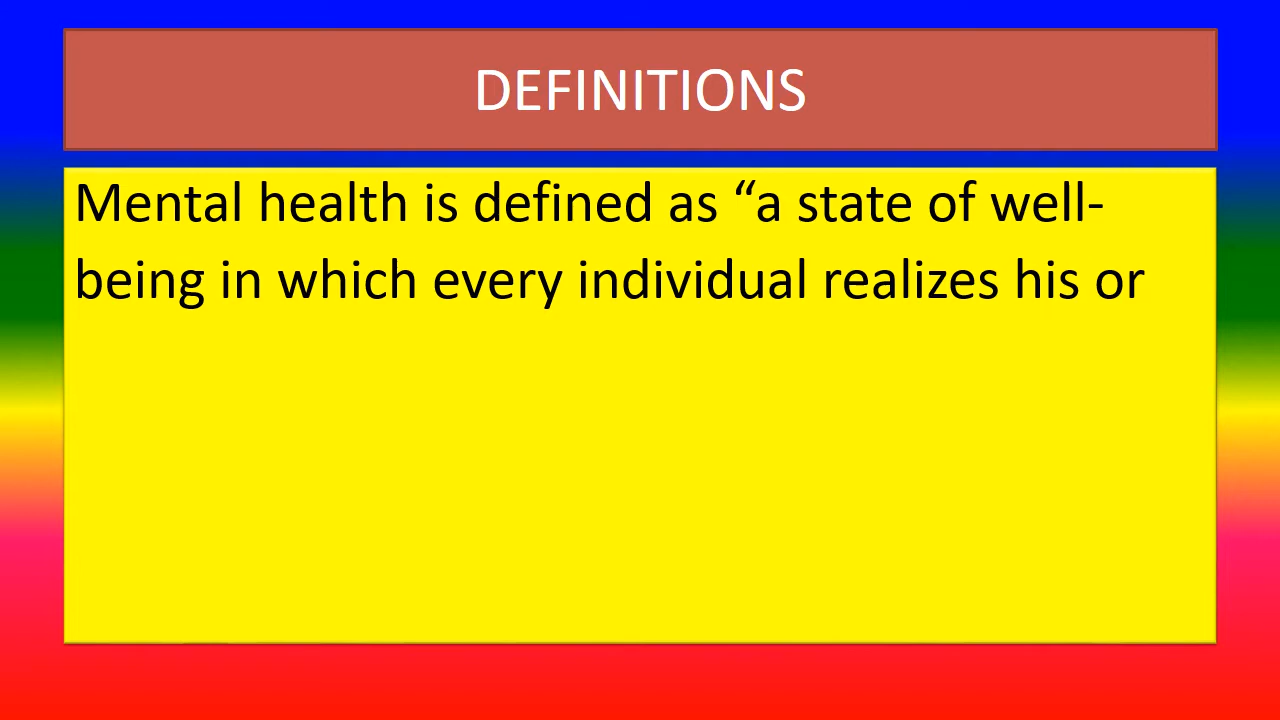 DEFINITIONS
Mental health is defined as “a state of well-
being in which every individual realizes his or